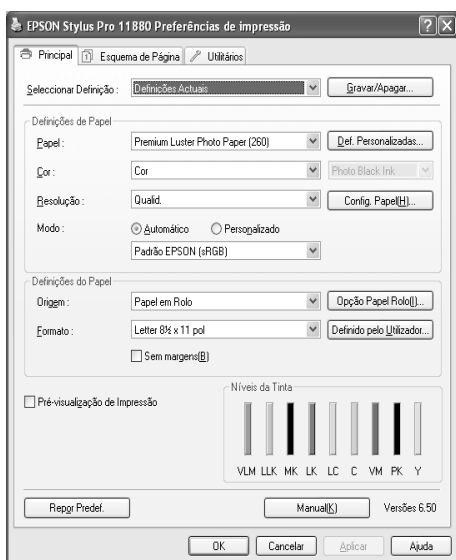 EPSON Stylus Pro 11880 Preferências de impressão
Principal Esquema de Página Utilitários
Seleccionar Definição : Definições Actuais Gravar/Apagar...
Definições de Papel
Papel : Premium Luster Photo Paper (260) Def. Personalizadas...
Cor : Cor Photo Black Ink
Resolução : Qualid. Config. Papel(H)...
Modo : Automático Personalizado
Padrão EPSON (sRGB)
Definições do Papel
Origem : Papel em Rolo Opção Papel Rolo(I)...
Formato : Letter 8½ x 11 pol Definido pelo Utilizador...
Sem margens(B)
Pré-visualização de Impressão
Níveis da Tinta
VLM LLK MK LK LC C VM PK Y
Repor Predef. Manual(K) Versões 6.50
OK Cancelar Aplicar Ajuda